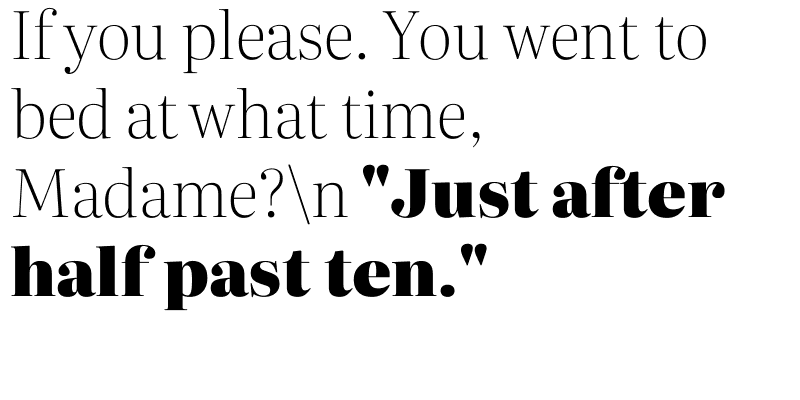 If you please. You went to
bed at what time,
Madame?\n "Just after
half past ten."